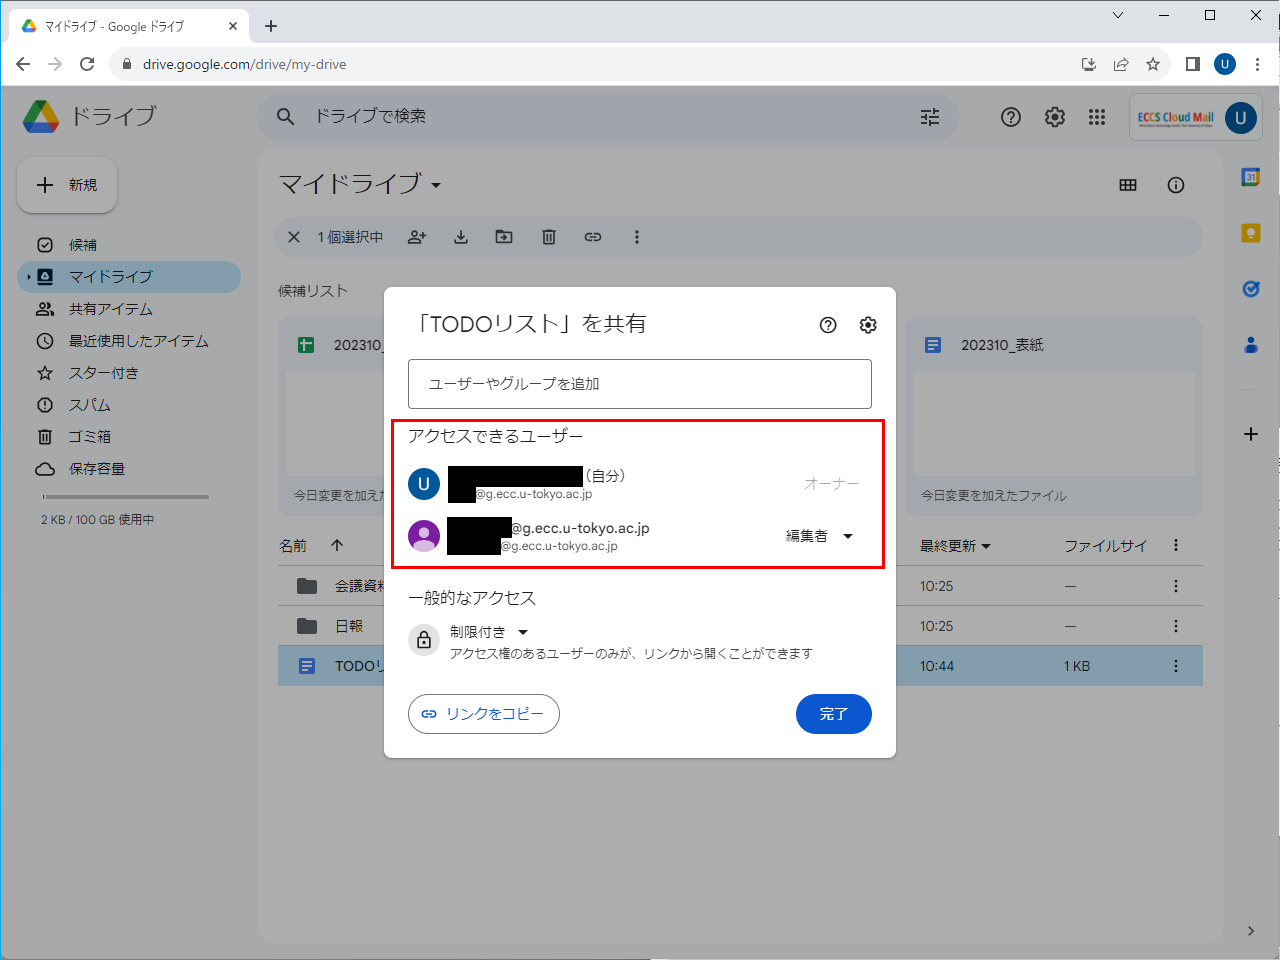 マイドライブ - Google ドライブ
drive.google.com/drive/my-drive
U
ドライブ
ドライブで検索
ECCS Cloud Mail
U
新規
マイドライブ
1 個選択中
候補
マイドライブ
共有アイテム
最近使用したアイテム
スター付き
スパム
ゴミ箱
保存容量
2 KB / 100 GB 使用中
候補リスト
202310_
202310_表紙
31
今日変更を加えた
今日変更を加えたファイル
名前
最終更新
ファイルサイ
会議資料
10:25
—
日報
10:25
—
TODOリ
10:44
1 KB
「TODOリスト」を共有
ユーザーやグループを追加
アクセスできるユーザー
U
（自分）
@g.ecc.u-tokyo.ac.jp
オーナー
@g.ecc.u-tokyo.ac.jp
@g.ecc.u-tokyo.ac.jp
編集者
一般的なアクセス
制限付き
アクセス権のあるユーザーのみが、リンクから開くことができます
リンクをコピー
完了